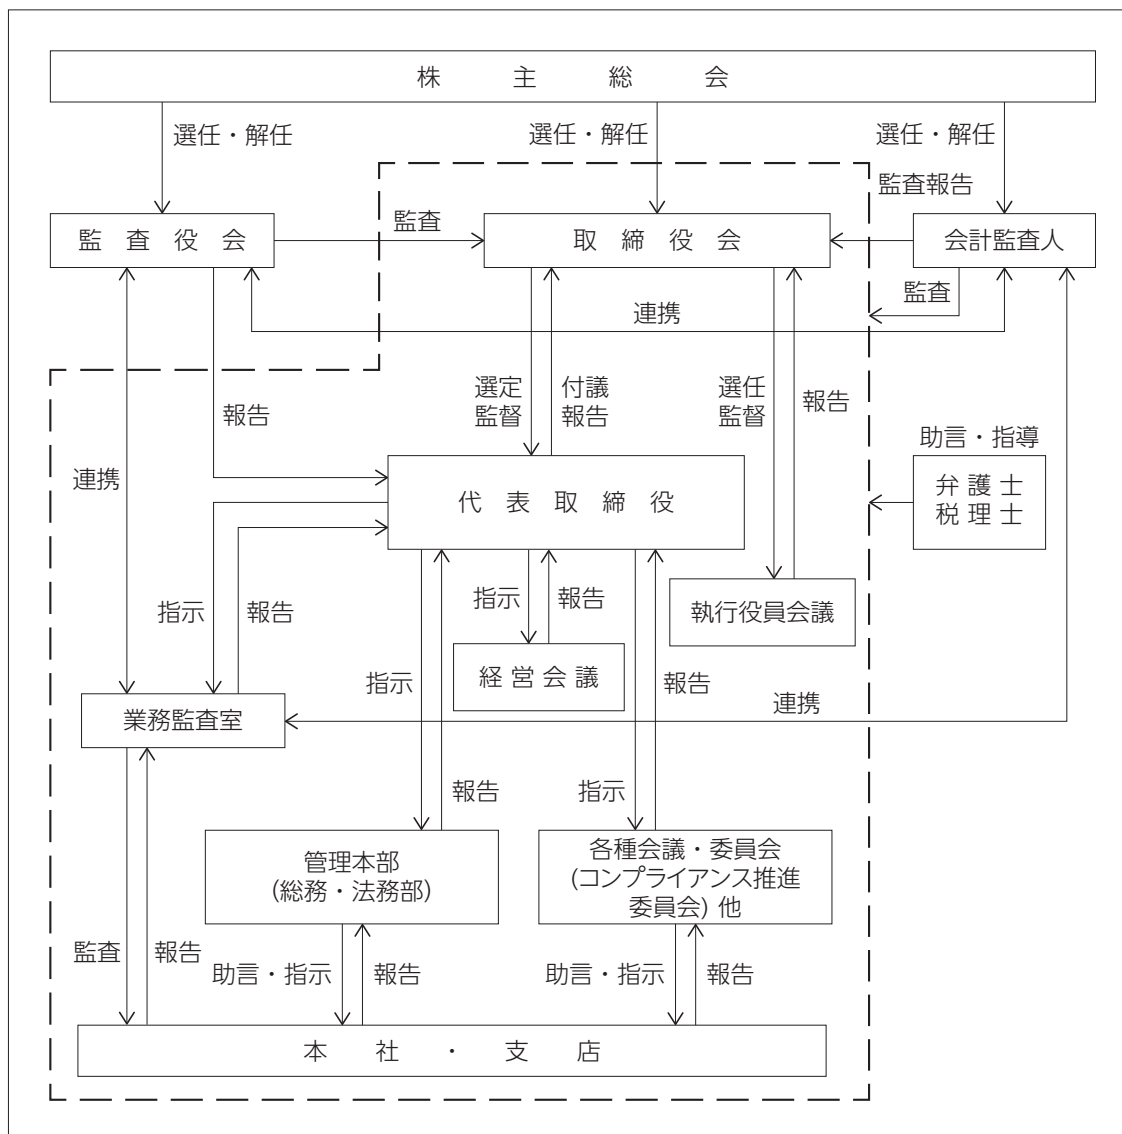 株主総会
選任・解任
選任・解任
選任・解任
監査報告
監査役会
監査
取締役会
会計監査人
監査
連携
選定
監督
付議
報告
選任
監督
報告
報告
連携
助言・指導
弁護士
税理士
代表取締役
指示
報告
指示
報告
執行役員会議
経営会議
指示
報告
連携
業務監査室
報告
指示
管理本部
(総務・法務部)
各種会議・委員会
(コンプライアンス推進
委員会) 他
監査
報告
助言・指示
報告
助言・指示
報告
本社・支店